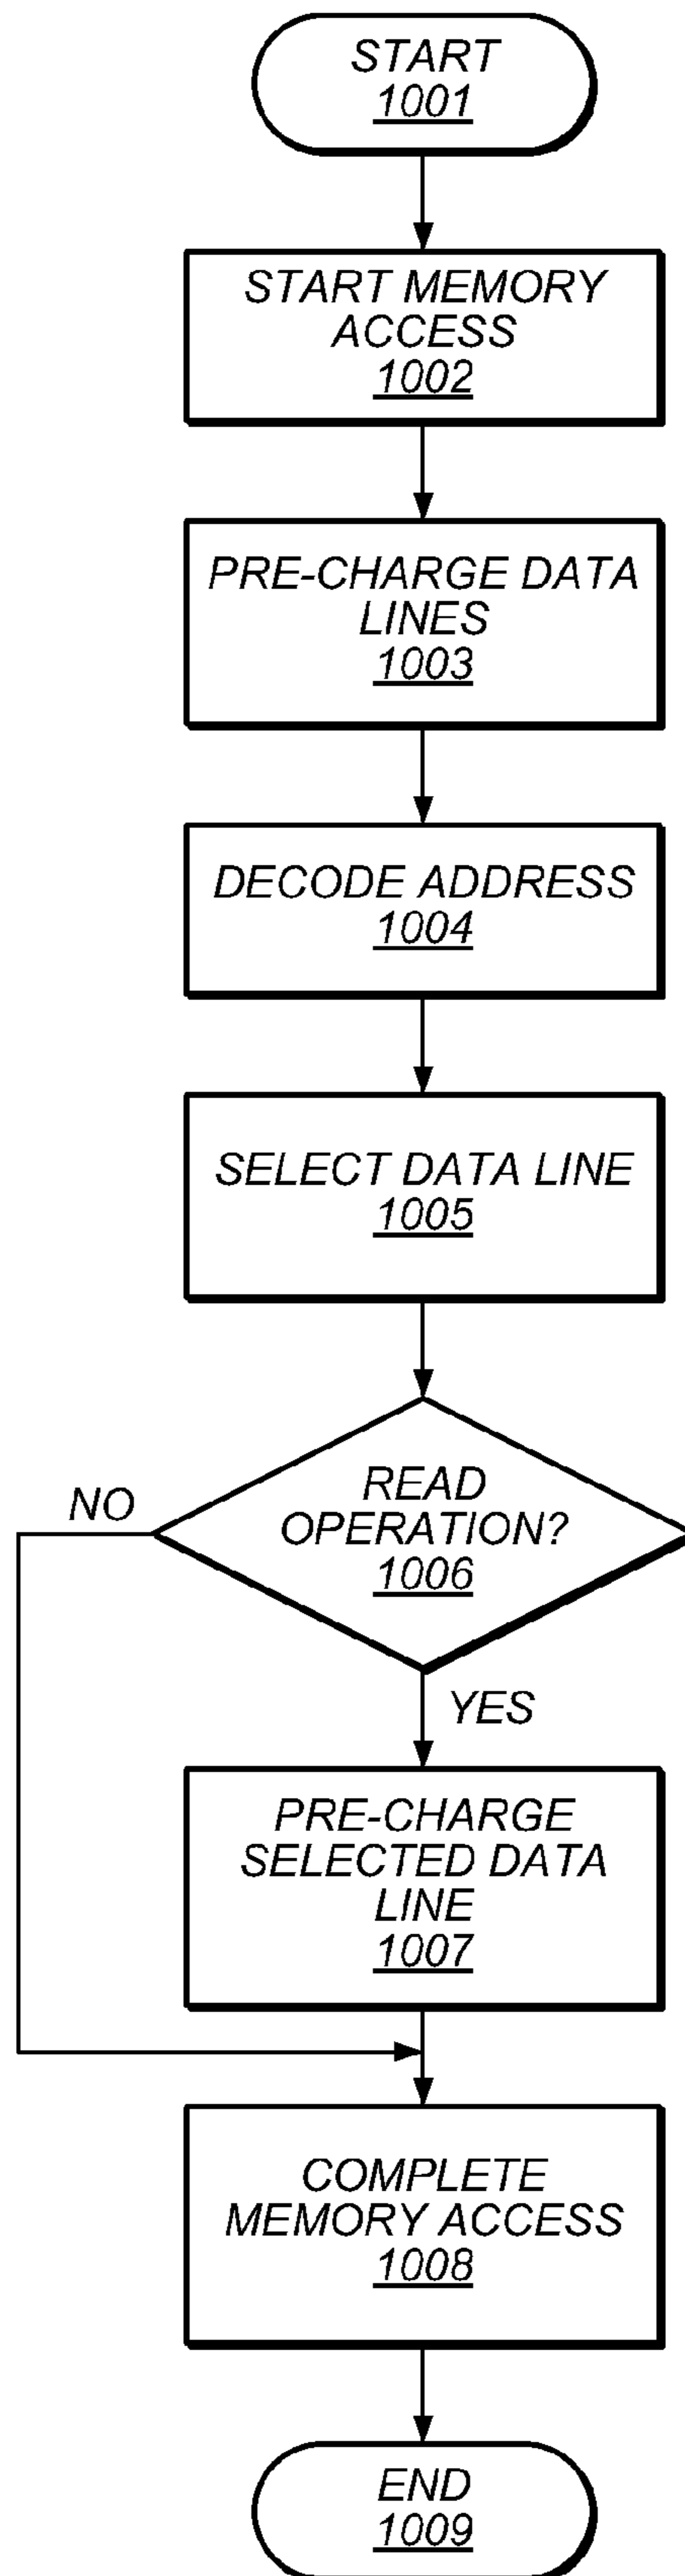 START
1001
START MEMORY
ACCESS
1002
PRE-CHARGE DATA
LINES
1003
DECODE ADDRESS
1004
SELECT DATA LINE
1005
READ
OPERATION?
1006
NO
YES
PRE-CHARGE
SELECTED DATA
LINE
1007
COMPLETE
MEMORY ACCESS
1008
END
1009